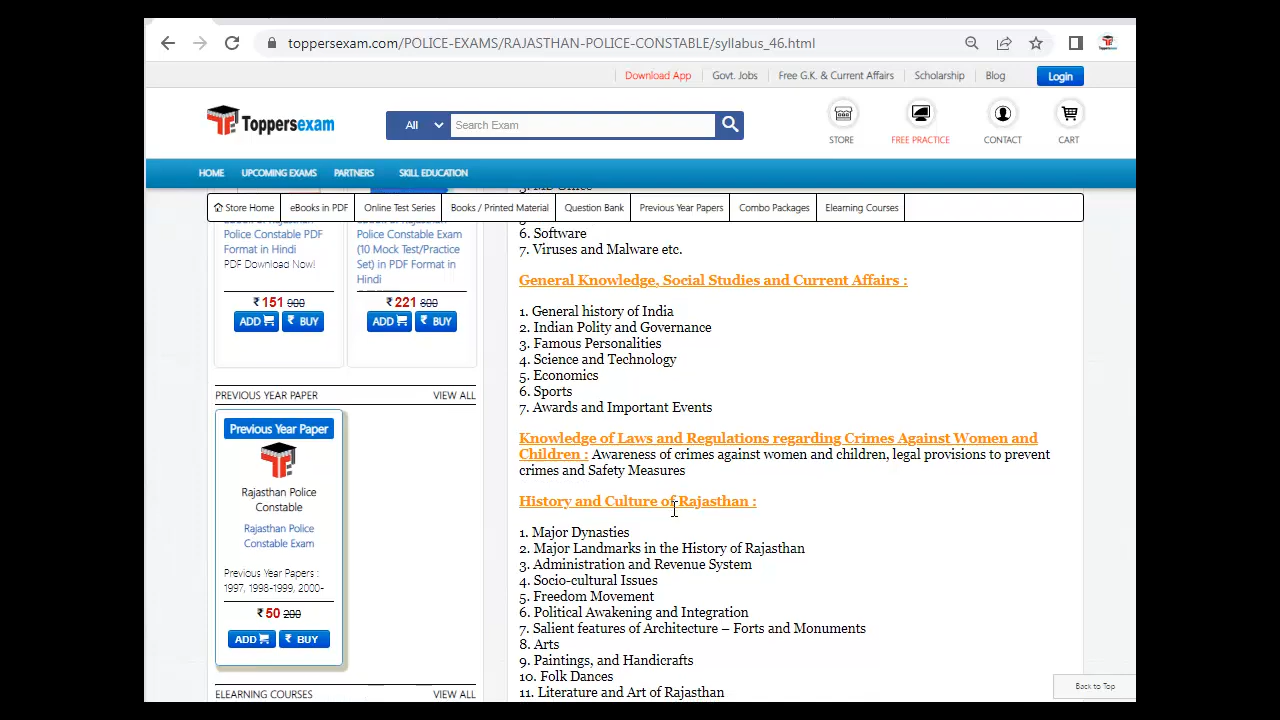 toppersexam.com/POLICE-EXAMS/RAJASTHAN-POLICE-CONSTABLE/syllabus_46.html
Download App Govt. Jobs Free G.K. & Current Affairs Scholarship Blog Login
Toppersexam
All Search Exam
STORE FREE PRACTICE CONTACT CART
HOME UPCOMING EXAMS PARTNERS SKILL EDUCATION
Store Home eBooks in PDF Online Test Series Books / Printed Material Question Bank Previous Year Papers Combo Packages Elearning Courses
Police Constable PDF
Format in Hindi
PDF Download Now!
₹ 151 900
ADD ₹ BUY
Police Constable Exam
(10 Mock Test/Practice
Set) in PDF Format in
Hindi
₹ 221 800
ADD ₹ BUY
PREVIOUS YEAR PAPER VIEW ALL
Previous Year Paper
Rajasthan Police
Constable
Rajasthan Police
Constable Exam
Previous Year Papers :
1997, 1998-1999, 2000-
₹ 50 200
ADD ₹ BUY
ELEARNING COURSES VIEW ALL
6. Software
7. Viruses and Malware etc.
General Knowledge, Social Studies and Current Affairs :
1. General history of India
2. Indian Polity and Governance
3. Famous Personalities
4. Science and Technology
5. Economics
6. Sports
7. Awards and Important Events
Knowledge of Laws and Regulations regarding Crimes Against Women and
Children : Awareness of crimes against women and children, legal provisions to prevent
crimes and Safety Measures
History and Culture of Rajasthan :
1. Major Dynasties
2. Major Landmarks in the History of Rajasthan
3. Administration and Revenue System
4. Socio-cultural Issues
5. Freedom Movement
6. Political Awakening and Integration
7. Salient features of Architecture – Forts and Monuments
8. Arts
9. Paintings, and Handicrafts
10. Folk Dances
11. Literature and Art of Rajasthan
Back to Top